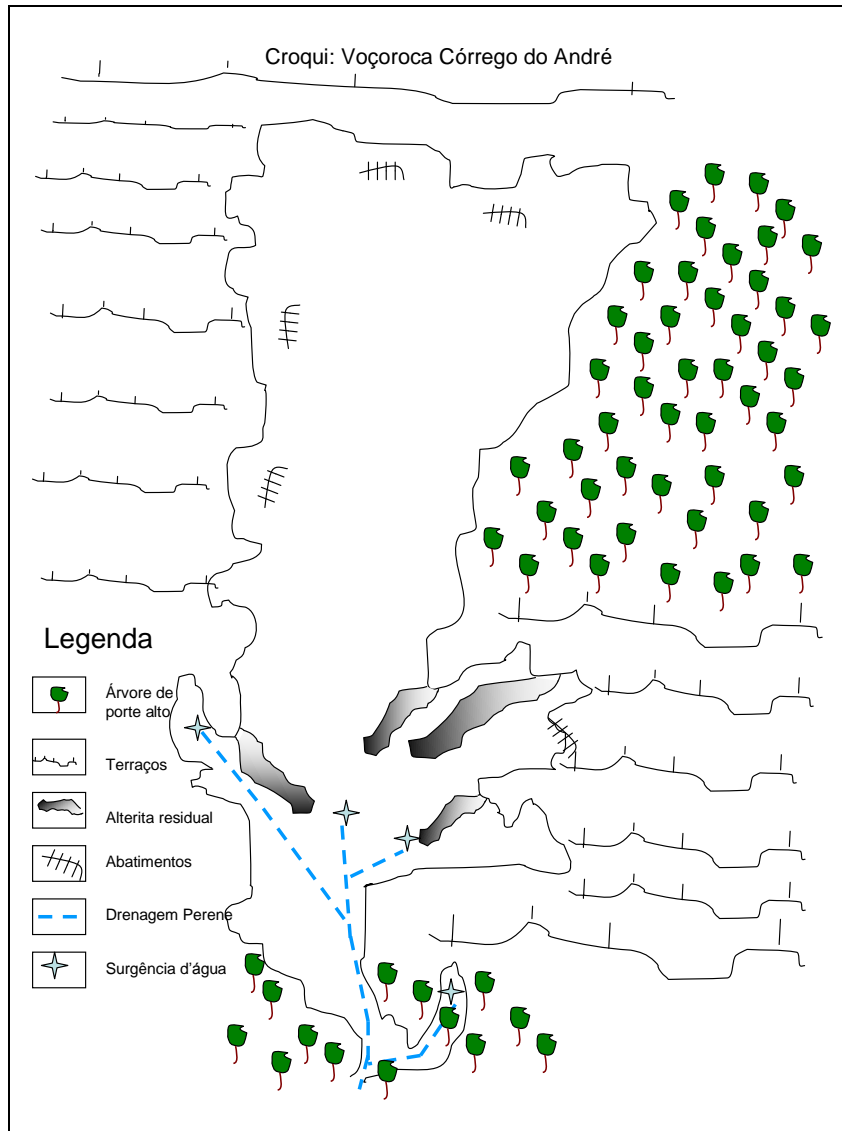 Croqui: Voçoroca Córrego do André
Legenda
Árvore de
porte alto
Terraços
Alterita residual
Abatimentos
Drenagem Perene
Surgência d'água